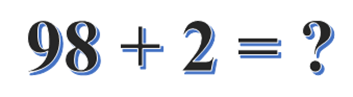 98 + 2 = ?